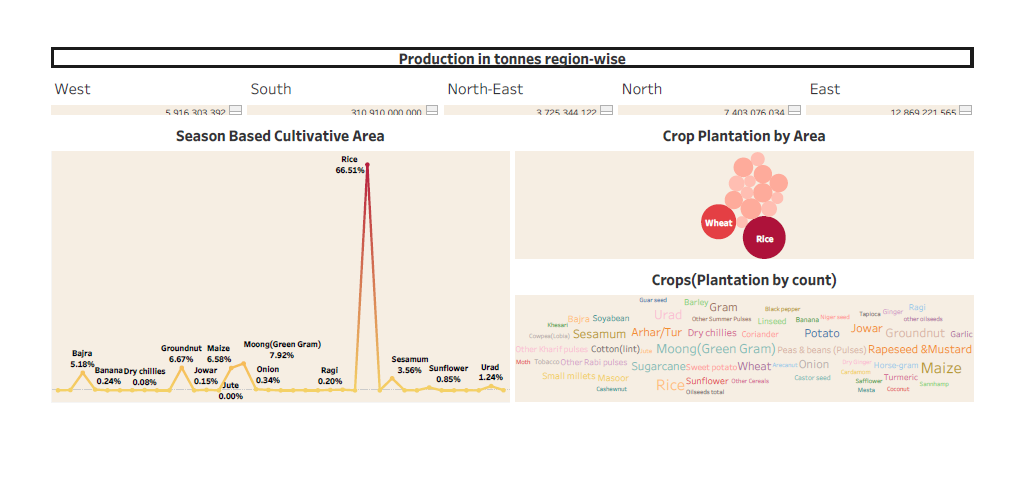 Production in tonnes region-wise
West South North-East North East
5 916 303 392 310 910 000 000 3 725 344 122 7 403 076 034 12 869 221 565
Season Based Cultivative Area
Rice
66.51%
Bajra
5.18%
Banana
0.24%
Dry chillies
0.08%
Groundnut
6.67%
Jowar
0.15%
Maize
6.58%
Jute
0.00%
Moong(Green Gram)
7.92%
Onion
0.34%
Ragi
0.20%
Sesamum
3.56%
Sunflower
0.85%
Urad
1.24%
Crop Plantation by Area
Wheat
Rice
Crops(Plantation by count)
Guar seed Barley Gram Black pepper Ragi
Bajra Soyabean Urad Other Summer Pulses Linseed Banana Niger seed Tapioca Ginger other oilseeds
Khesari Cowpea(Lobia) Sesamum Arhar/Tur Dry chillies Coriander Potato Jowar Groundnut Garlic
Other Kharif pulses Cotton(lint) Jute Moong(Green Gram) Peas & beans (Pulses) Rapeseed &Mustard
Moth Tobacco Other Rabi pulses Sugarcane Sweet potato Wheat Arecanut Onion Dry Ginger Horse-gram Maize
Small millets Masoor Rice Sunflower Other Cereals Castor seed Cardamom Safflower Turmeric Sannhamp
Cashewnut Oilseeds total Mesta Coconut